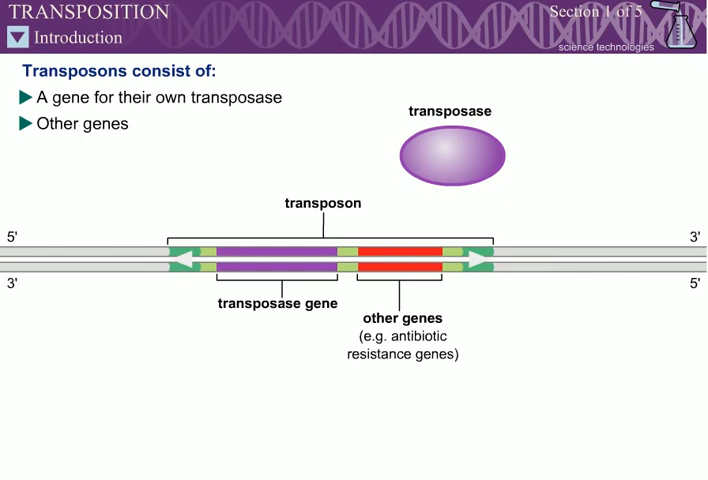 TRANSPOSITION
Section 1 of 5
Introduction
science technologies
Transposons consist of:
A gene for their own transposase
Other genes
transposase
transposon
5'
3'
3'
5'
transposase gene
other genes
(e.g. antibiotic
resistance genes)